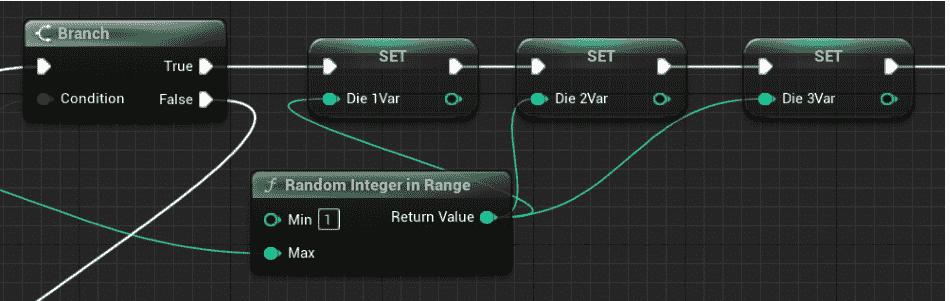 Branch
True
Condition
False
SET
Die 1Var
SET
Die 2Var
SET
Die 3Var
f Random Integer in Range
Min 1
Return Value
Max